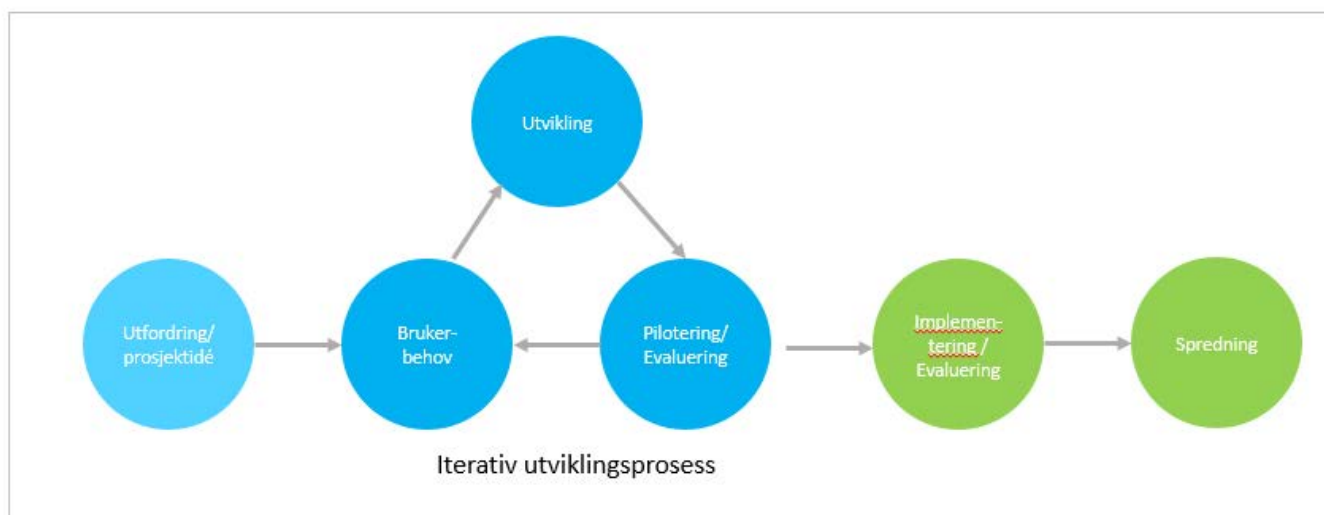 Utvikling
Utfordring/
prosjektidé
Bruker-
behov
Pilotering/
Evaluering
Implemen-
tering /
Evaluering
Spredning
Iterativ utviklingsprosess